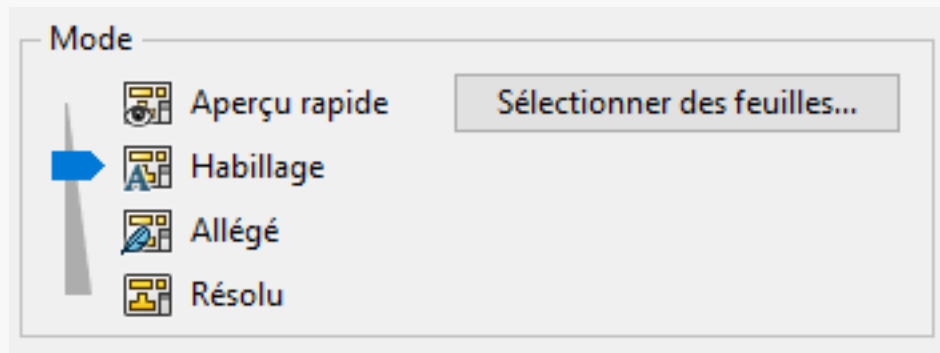 Mode
Aperçu rapide Sélectionner des feuilles...
Habillage
Allégé
Résolu